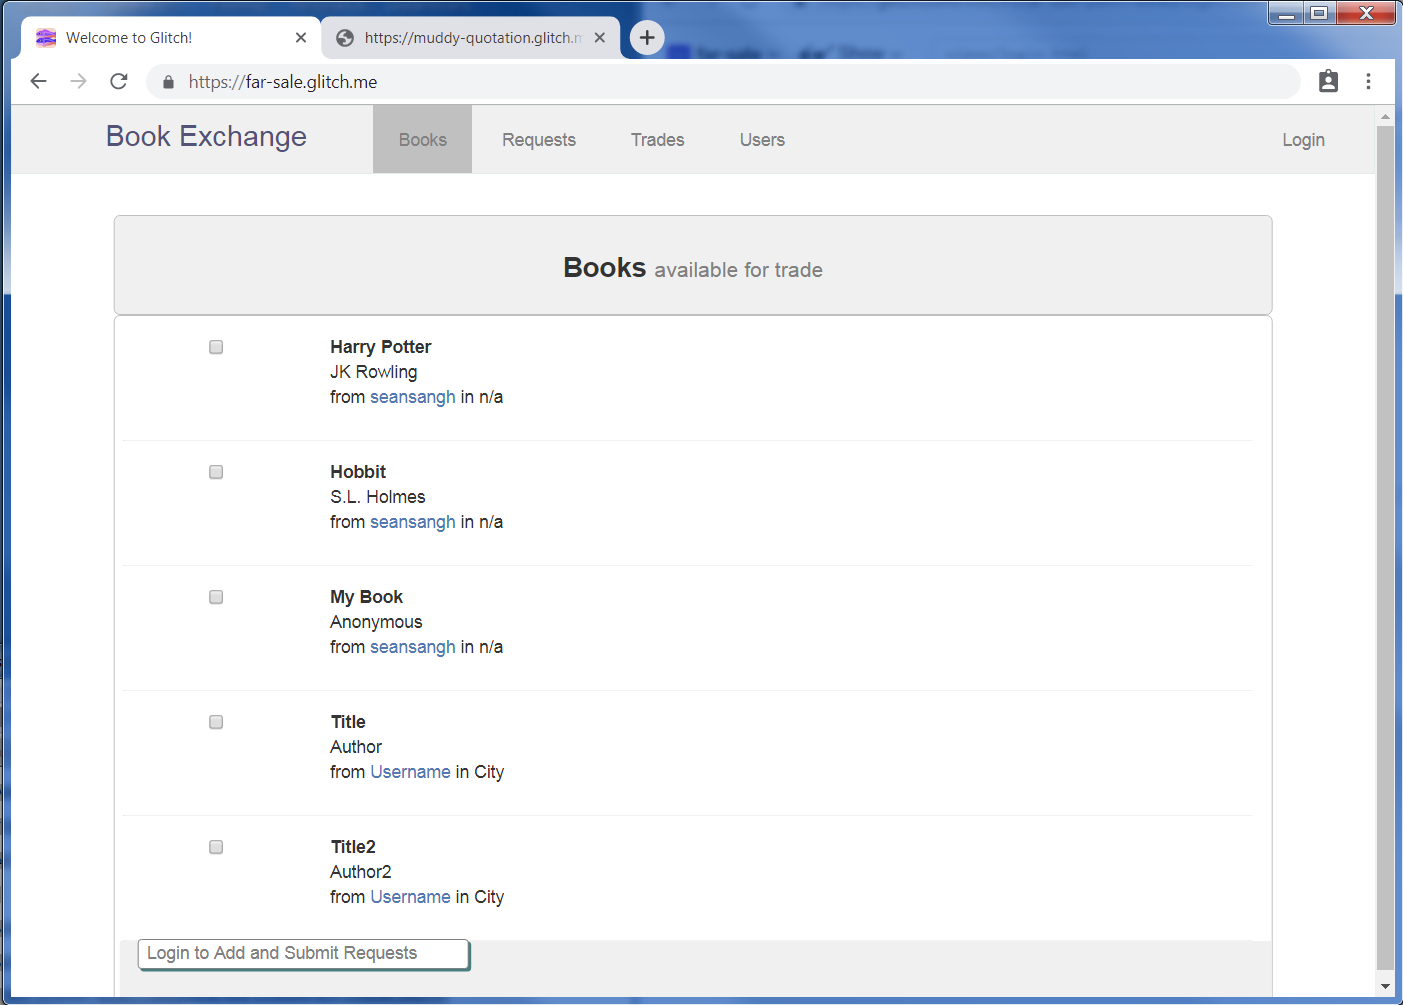 Welcome to Glitch!
https://muddy-quotation.glitch.m
https://far-sale.glitch.me
Book Exchange
Books
Requests
Trades
Users
Login
Books available for trade
Harry Potter
JK Rowling
from seansangh in n/a
Hobbit
S.L. Holmes
from seansangh in n/a
My Book
Anonymous
from seansangh in n/a
Title
Author
from Username in City
Title2
Author2
from Username in City
Login to Add and Submit Requests